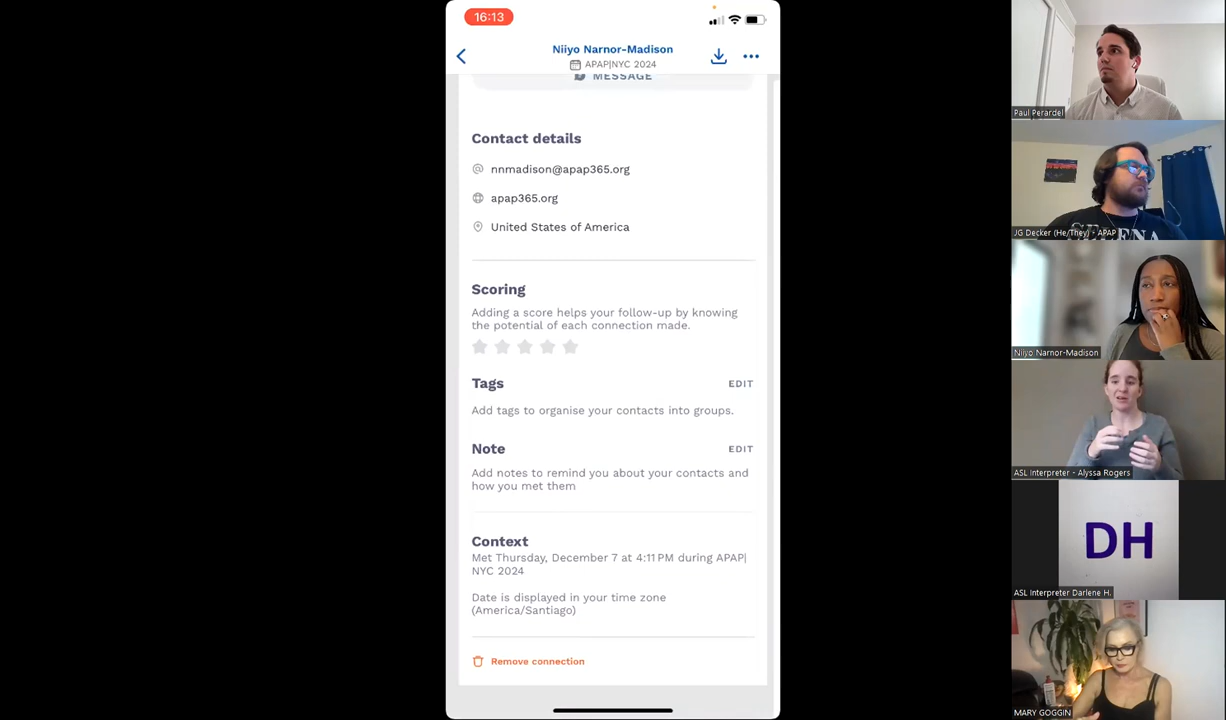 16:13
Niiyo Narnor-Madison
APAP|NYC 2024
MESSAGE
Contact details
nnmadison@apap365.org
apap365.org
United States of America
Scoring
Adding a score helps your follow-up by knowing
the potential of each connection made.
Tags
EDIT
Add tags to organise your contacts into groups.
Note
EDIT
Add notes to remind you about your contacts and
how you met them
Context
Met Thursday, December 7 at 4:11 PM during APAP|
NYC 2024
Date is displayed in your time zone
(America/Santiago)
Remove connection
Paul Perardel
JG Decker (He/They) - APAP
Niiyo Narnor-Madison
ASL Interpreter - Alyssa Rogers
DH
ASL Interpreter Darlene H.
MARY GOGGIN